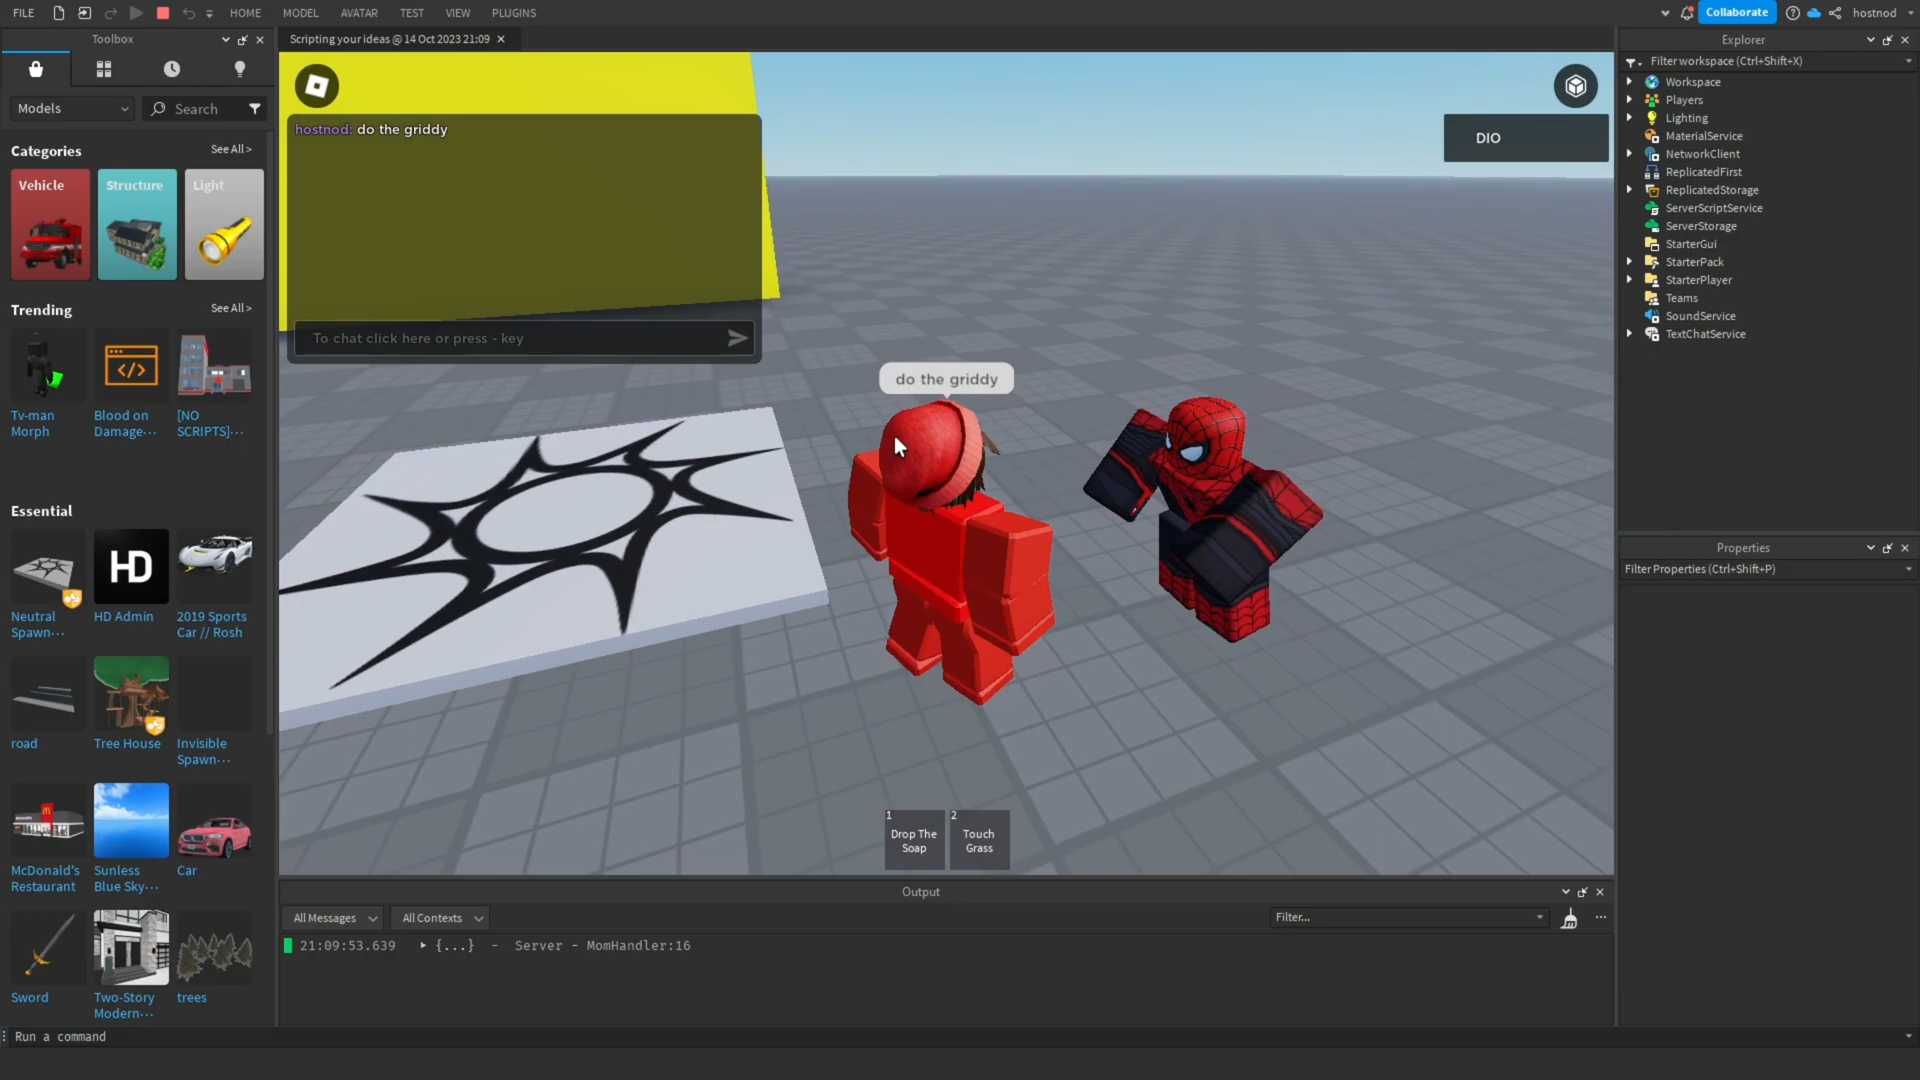 FILE
HOME
MODEL
AVATAR
TEST
VIEW
PLUGINS
Collaborate
hostnod
Toolbox
Scripting your ideas @ 14 Oct 2023 21:09
Models
Search
Categories
See All >
Vehicle
Structure
Light
Trending
See All >
Tv-man
Morph
Blood on
Damage...
[NO
SCRIPTS]...
Essential
Neutral
Spawn...
HD
HD Admin
2019 Sports
Car // Rosh
road
Tree House
Invisible
Spawn...
McDonald's
Restaurant
Sunless
Blue Sky...
Car
Sword
Two-Story
Modern...
trees
hostnod: do the griddy
To chat click here or press - key
DIO
do the griddy
1
Drop The
Soap
2
Touch
Grass
Output
All Messages
All Contexts
Filter...
21:09:53.639 {...} - Server - MomHandler:16
Explorer
Filter workspace (Ctrl+Shift+X)
Workspace
Players
Lighting
MaterialService
NetworkClient
ReplicatedFirst
ReplicatedStorage
ServerScriptService
ServerStorage
StarterGui
StarterPack
StarterPlayer
Teams
SoundService
TextChatService
Properties
Filter Properties (Ctrl+Shift+P)
Run a command